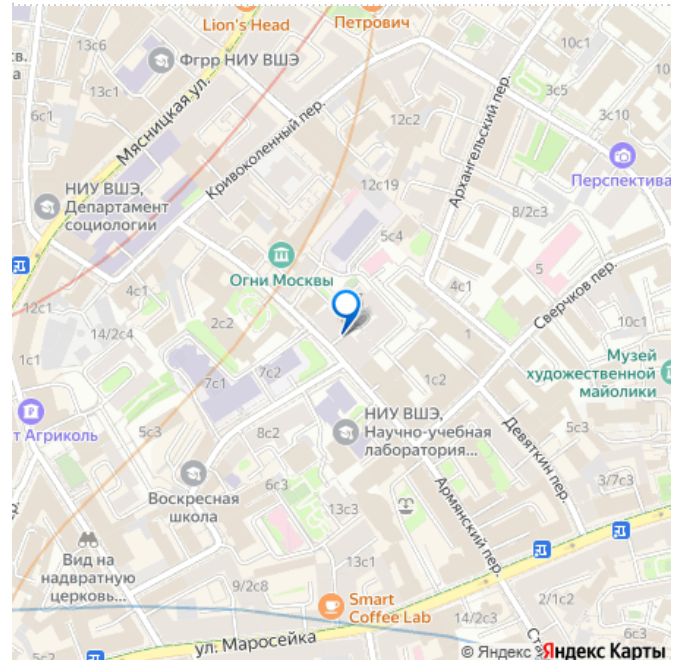 Lion's Head
Петрович
13с6
10с1
Фгрр НИУ ВШЭ
св.
а
13с1
3с5
6с1
Мясницкая ул.
3с10
12с2
Кривоколенный пер.
Архангельский пер.
Перспектива
12с19
НИУ ВШЭ,
Департамент
социологии
8/2с3
5с4
5
Огни Москвы
Сверчков пер.
4с1
4с1
12с1
14/2с4
2с2
1
10с1
1с1
Музей
художественной
майолики
7с2
7с1
1с2
т Агриколь
НИУ ВШЭ,
Научно-учебная
лаборатория...
5с3
8с2
5с3
Девяткин пер.
Воскресная
школа
6с3
3/7с3
13с3
Армянский пер.
Вид на
надвратную
церковь...
13с1
9/2с8
Smart
Coffee Lab
2/1с2
14/2с3
ул. Маросейка
© Яндекс
Яндекс Карты